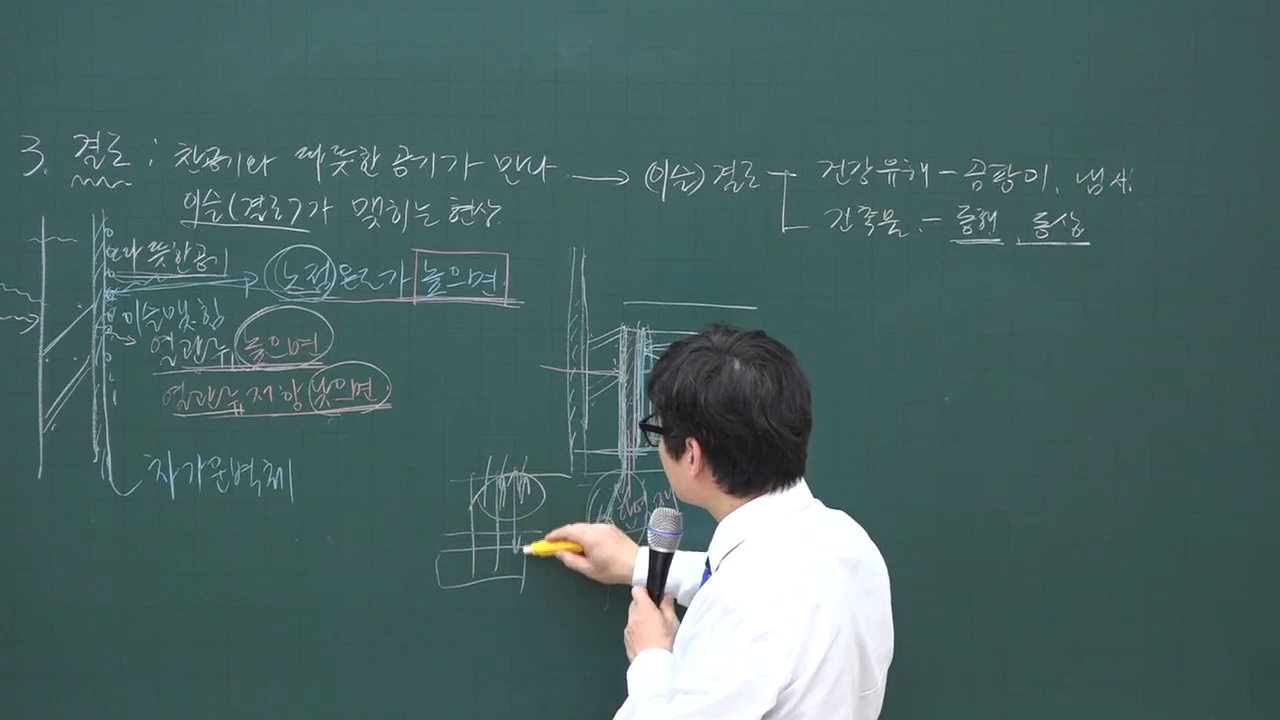 3. 결로 : 찬공기와 따뜻한 공기가 만나 → (이슬) 결로 건강유해 - 곰팡이, 냄새
이슬(결로)가 맺히는 현상 건축물. - 동해, 동상
따뜻한공기 노점온도가 높으면
이슬맺힘
열관류 높으면
열관류저항 낮으면
차가운벽체